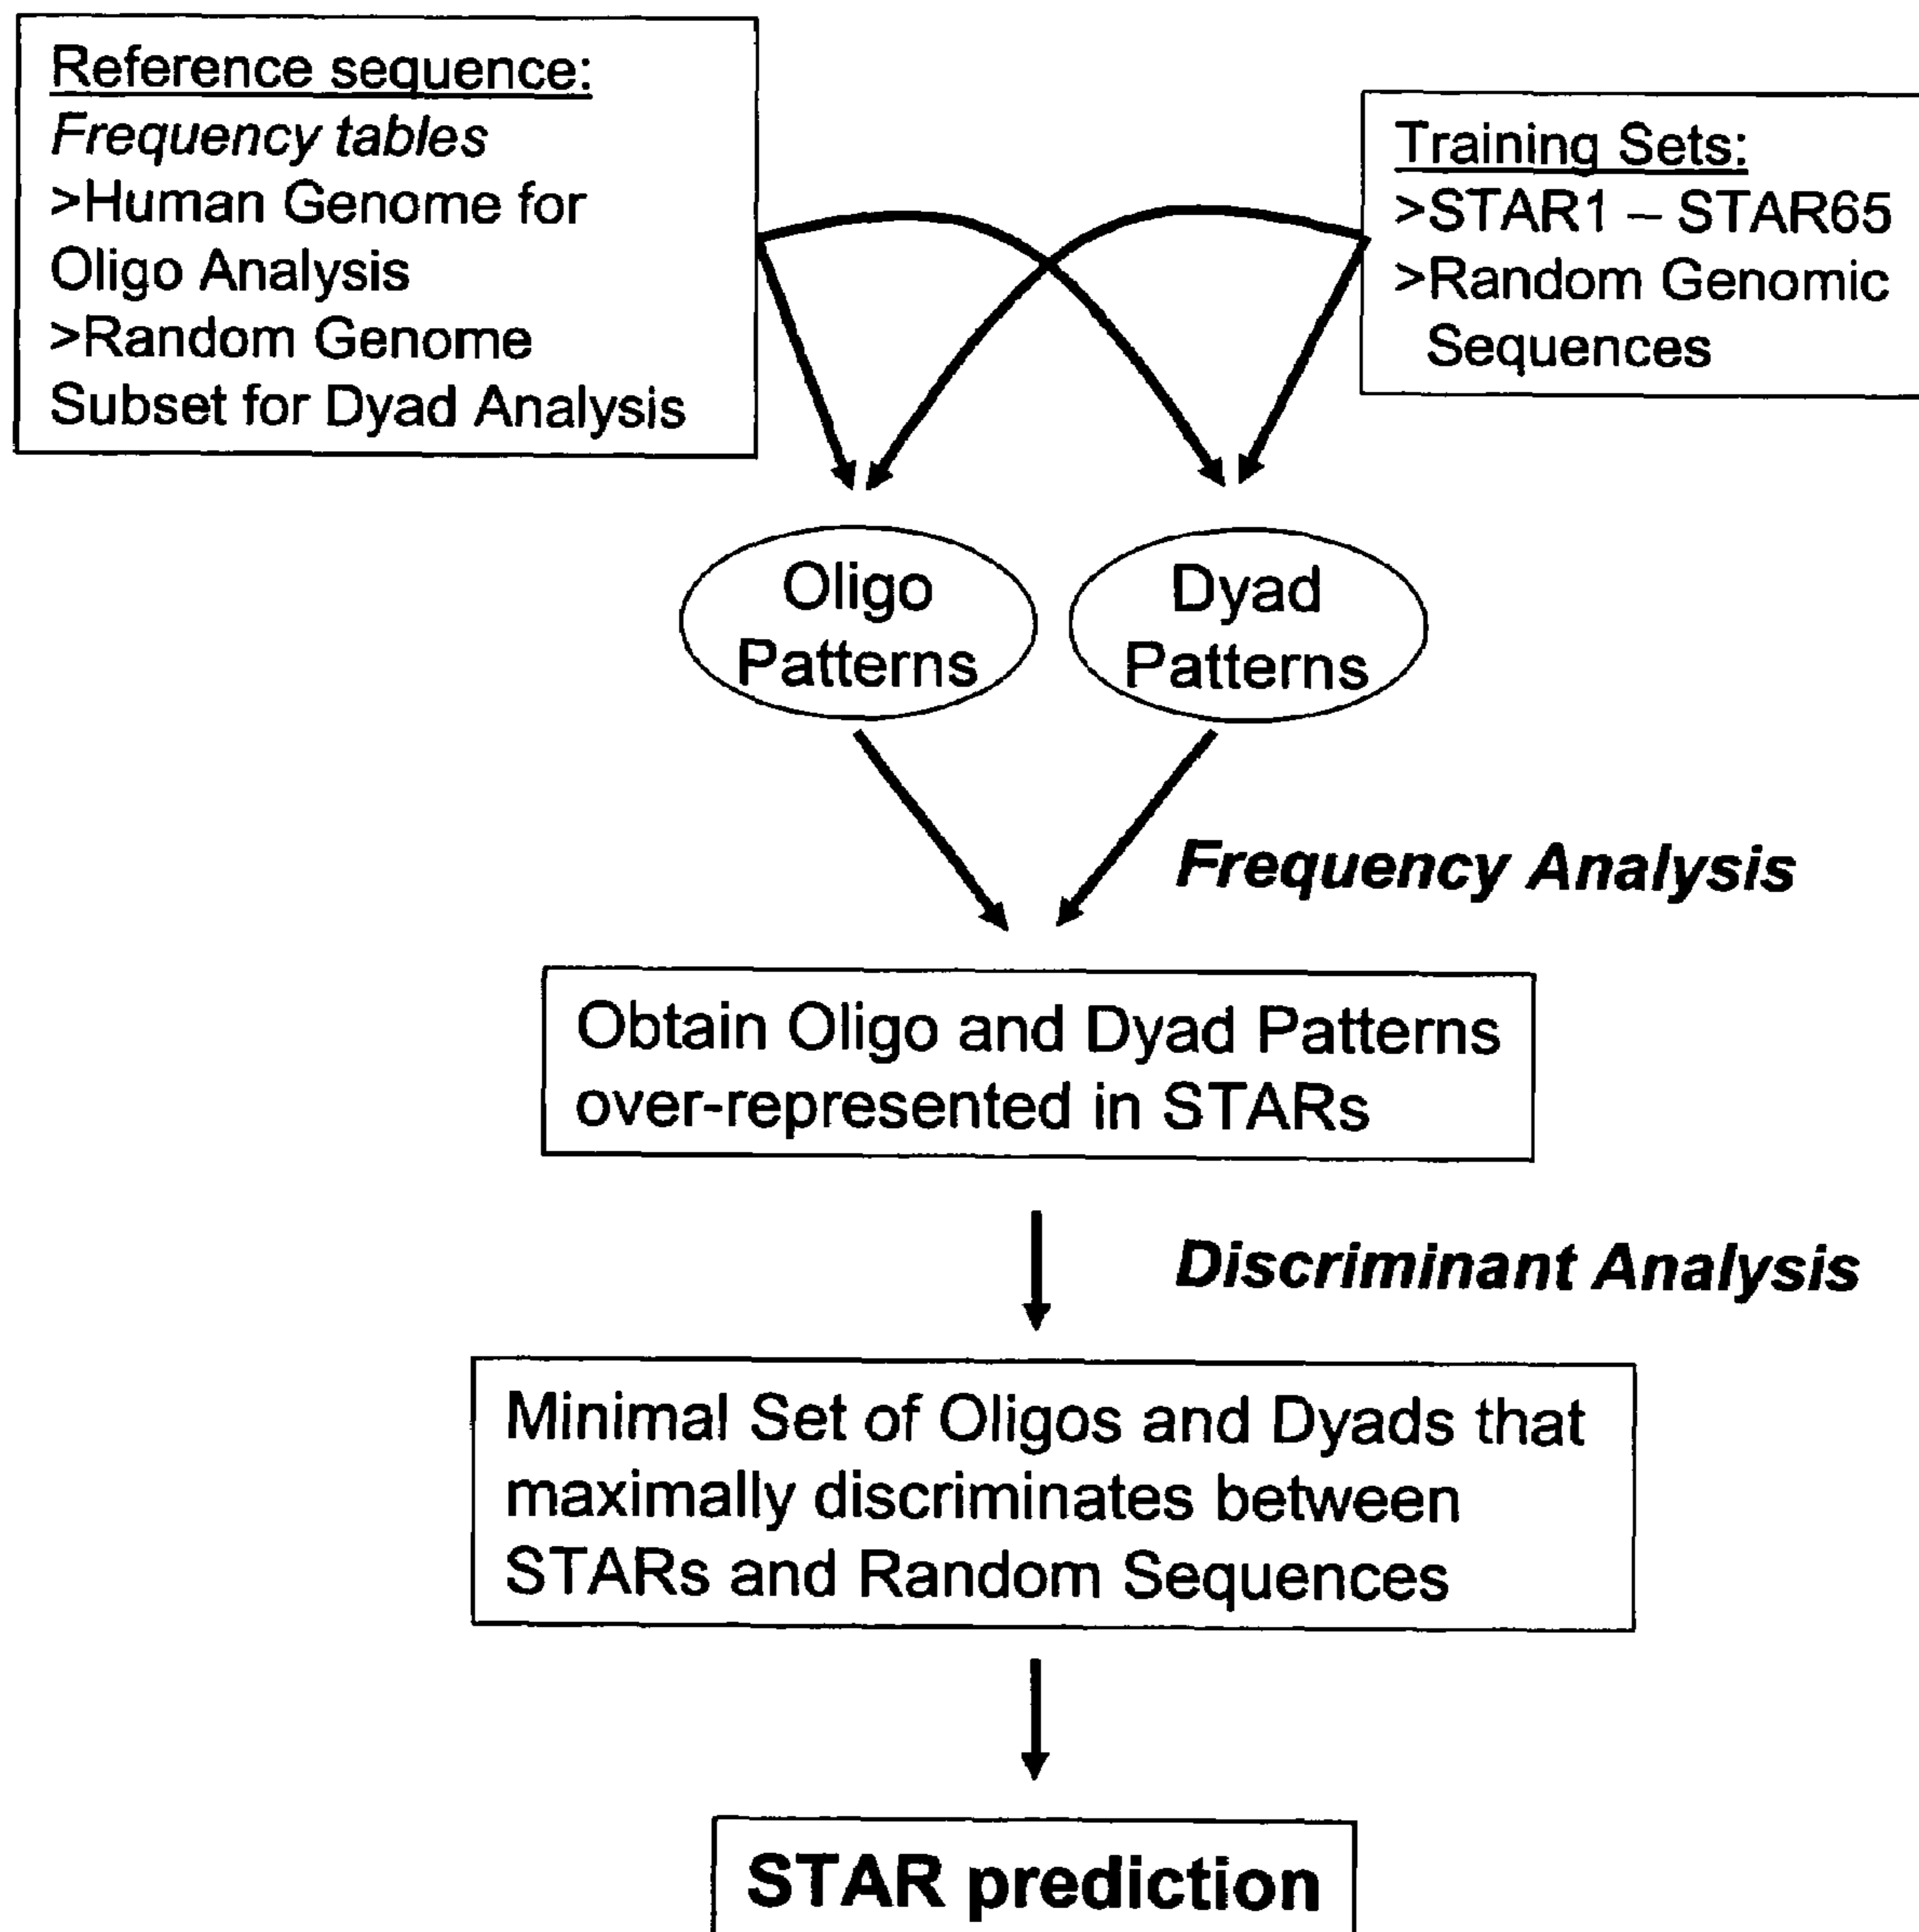 Reference sequence:
Frequency tables
>Human Genome for
Oligo Analysis
>Random Genome
Subset for Dyad Analysis
Training Sets:
>STAR1 – STAR65
>Random Genomic
Sequences
Oligo
Patterns
Dyad
Patterns
Frequency Analysis
Obtain Oligo and Dyad Patterns
over-represented in STARs
Discriminant Analysis
Minimal Set of Oligos and Dyads that
maximally discriminates between
STARs and Random Sequences
STAR prediction